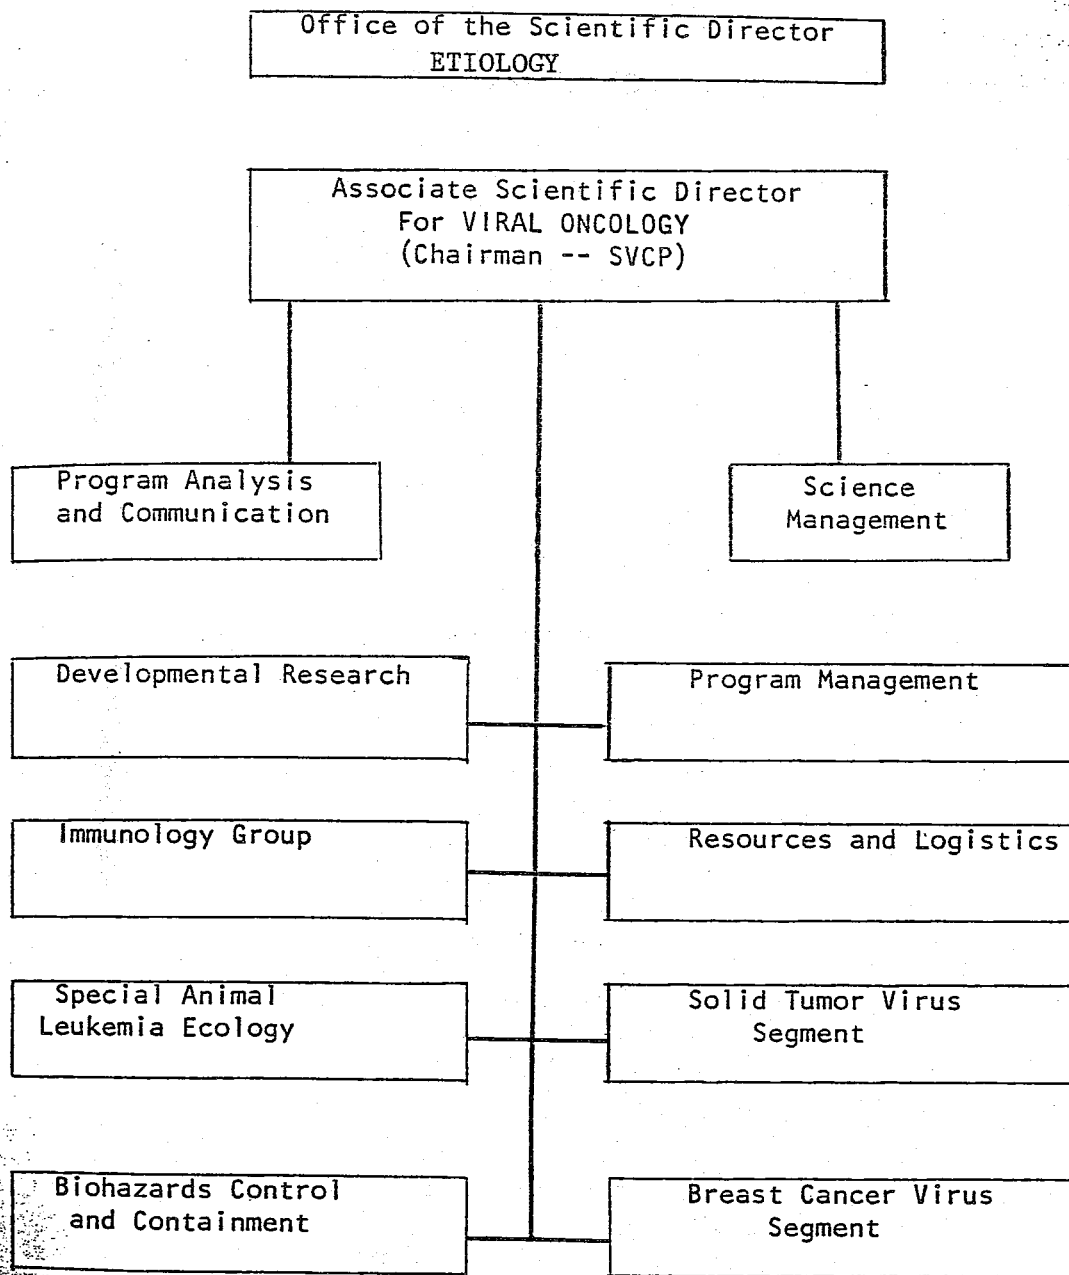 Office of the Scientific Director
ETIOLOGY
Associate Scientific Director
For VIRAL ONCOLOGY
(Chairman -- SVCP)
Program Analysis
and Communication
Science
Management
Developmental Research
Program Management
Immunology Group
Resources and Logistics
Special Animal
Leukemia Ecology
Solid Tumor Virus
Segment
Biohazards Control
and Containment
Breast Cancer Virus
Segment